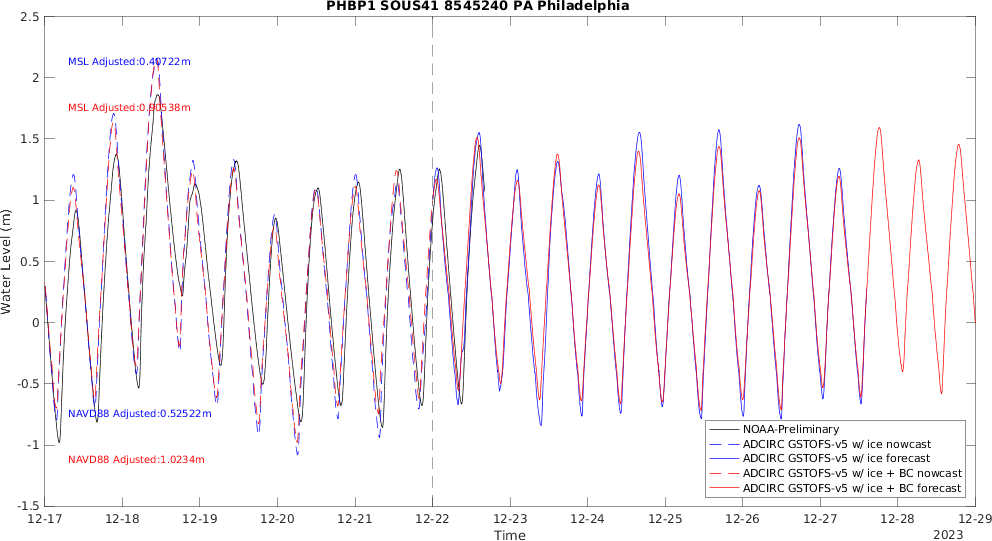 PHBP1 SOUS41 8545240 PA Philadelphia
2.5
2
1.5
1
0.5
0
-0.5
-1
-1.5
Water Level (m)
MSL Adjusted:0.40722m
MSL Adjusted:0.90538m
NAVD88 Adjusted:0.52522m
NAVD88 Adjusted:1.0234m
NOAA-Preliminary
ADCIRC GSTOFS-v5 w/ ice nowcast
ADCIRC GSTOFS-v5 w/ ice forecast
ADCIRC GSTOFS-v5 w/ ice + BC nowcast
ADCIRC GSTOFS-v5 w/ ice + BC forecast
12-17 12-18 12-19 12-20 12-21 12-22 12-23 12-24 12-25 12-26 12-27 12-28 12-29
Time
2023